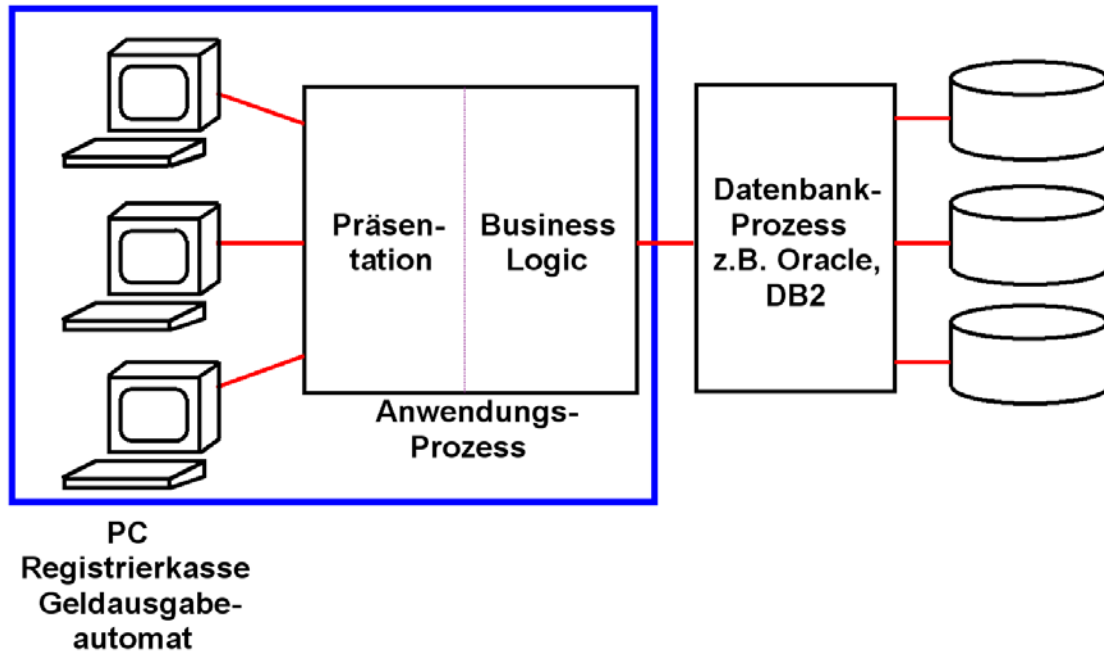 Präsen-
tation
Business
Logic
Anwendungs-
Prozess
Datenbank-
Prozess
z.B. Oracle,
DB2
PC
Registrierkasse
Geldausgabe-
automat